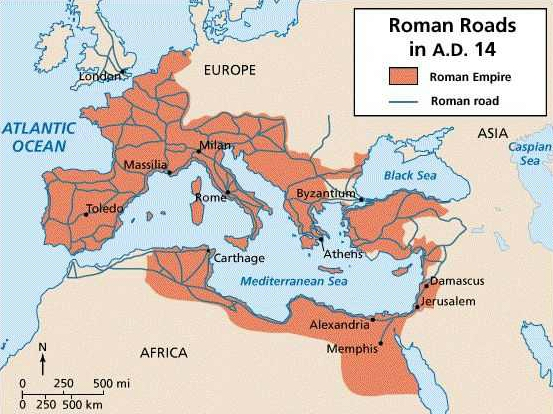 Roman Roads
in A.D. 14
Roman Empire
Roman road
London
EUROPE
ATLANTIC
OCEAN
ASIA
Caspian
Sea
Milan
Massilia
Black Sea
Rome
Byzantium
Toledo
Carthage
Athens
Mediterranean Sea
Damascus
Jerusalem
Alexandria
Memphis
AFRICA
N
0 250 500 mi
0 250 500 km